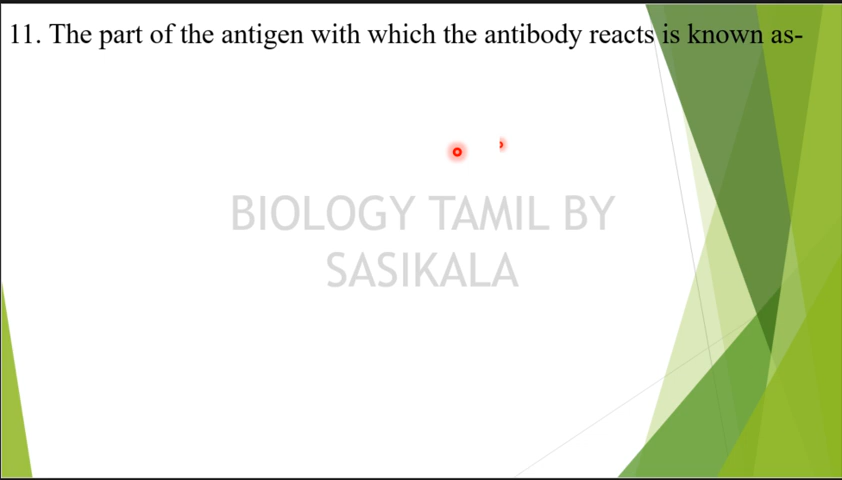 11. The part of the antigen with which the antibody reacts is known as-
BIOLOGY TAMIL BY
SASIKALA